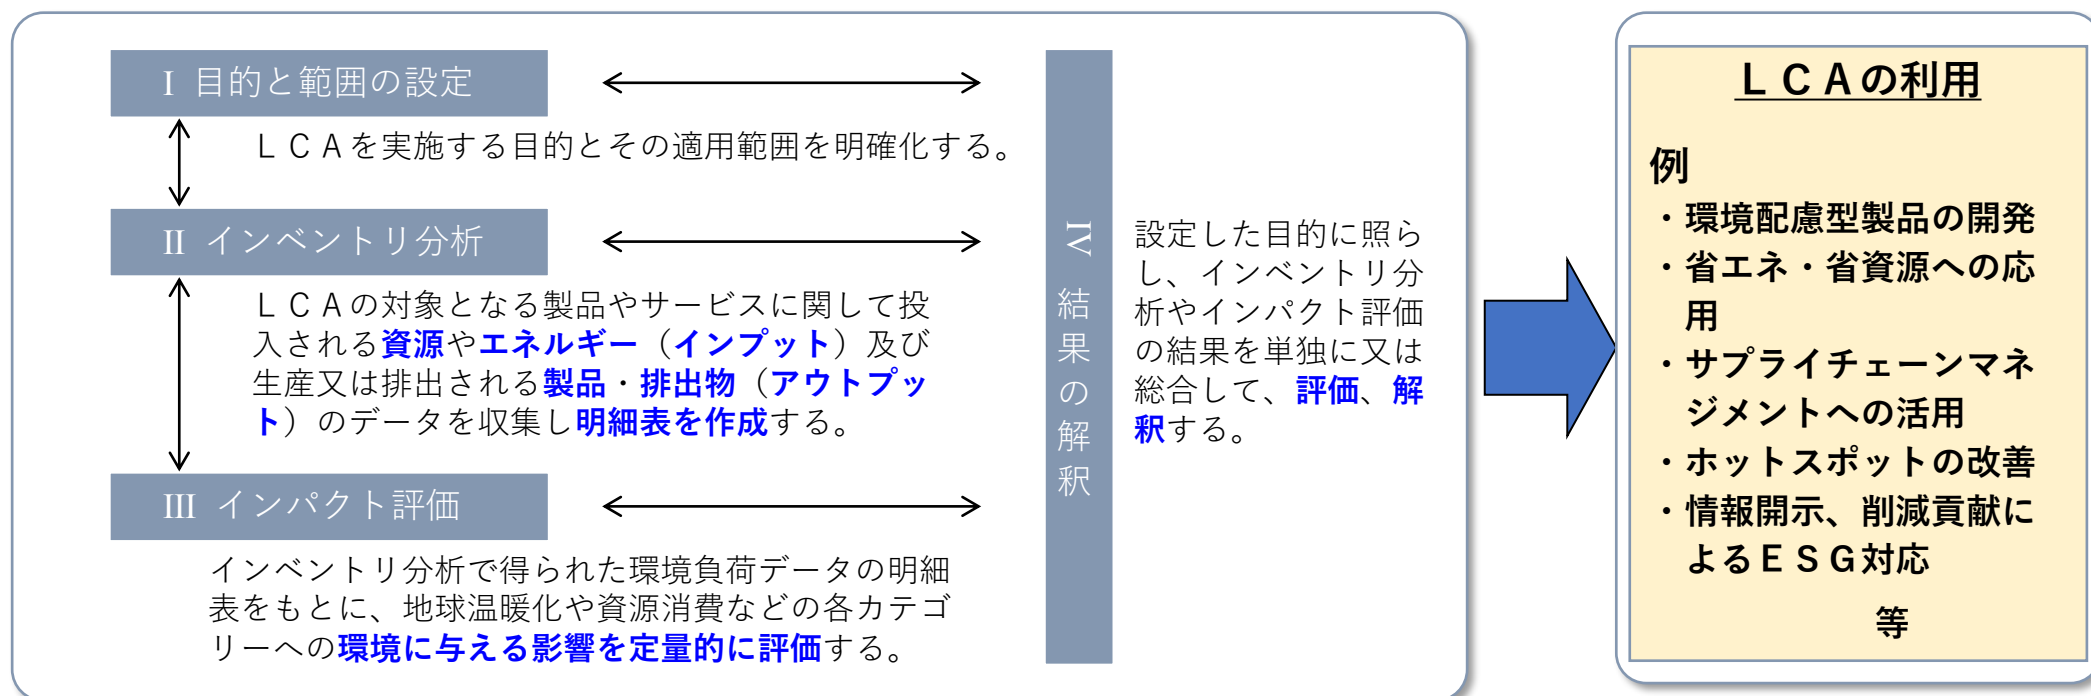 Ⅰ 目的と範囲の設定
ＬＣＡを実施する目的とその適用範囲を明確化する。
Ⅱ インベントリ分析
ＬＣＡの対象となる製品やサービスに関して投
入される資源やエネルギー（インプット）及び
生産又は排出される製品・排出物（アウトプッ
ト）のデータを収集し明細表を作成する。
Ⅲ インパクト評価
インベントリ分析で得られた環境負荷データの明細
表をもとに、地球温暖化や資源消費などの各カテゴ
リーへの環境に与える影響を定量的に評価する。
Ⅳ 結果の解釈
設定した目的に照ら
し、インベントリ分
析やインパクト評価
の結果を単独に又は
総合して、評価、解
釈する。
ＬＣＡの利用
例
・環境配慮型製品の開発
・省エネ・省資源への応
用
・サプライチェーンマネ
ジメントへの活用
・ホットスポットの改善
・情報開示、削減貢献に
よるＥＳＧ対応
等